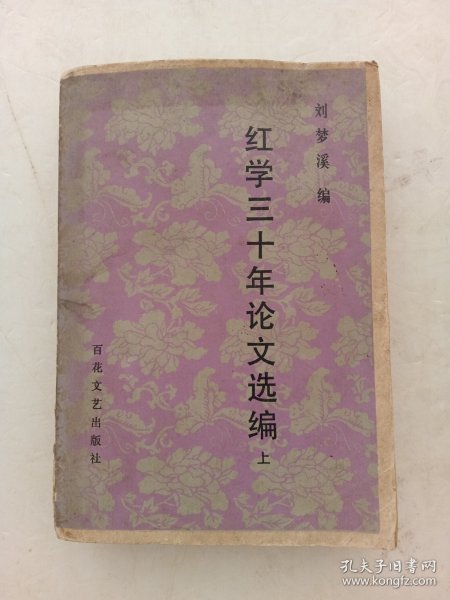 刘梦溪 编
红学三十年论文选编 上
百花文艺出版社
孔夫子旧书网
www.kongfz.com